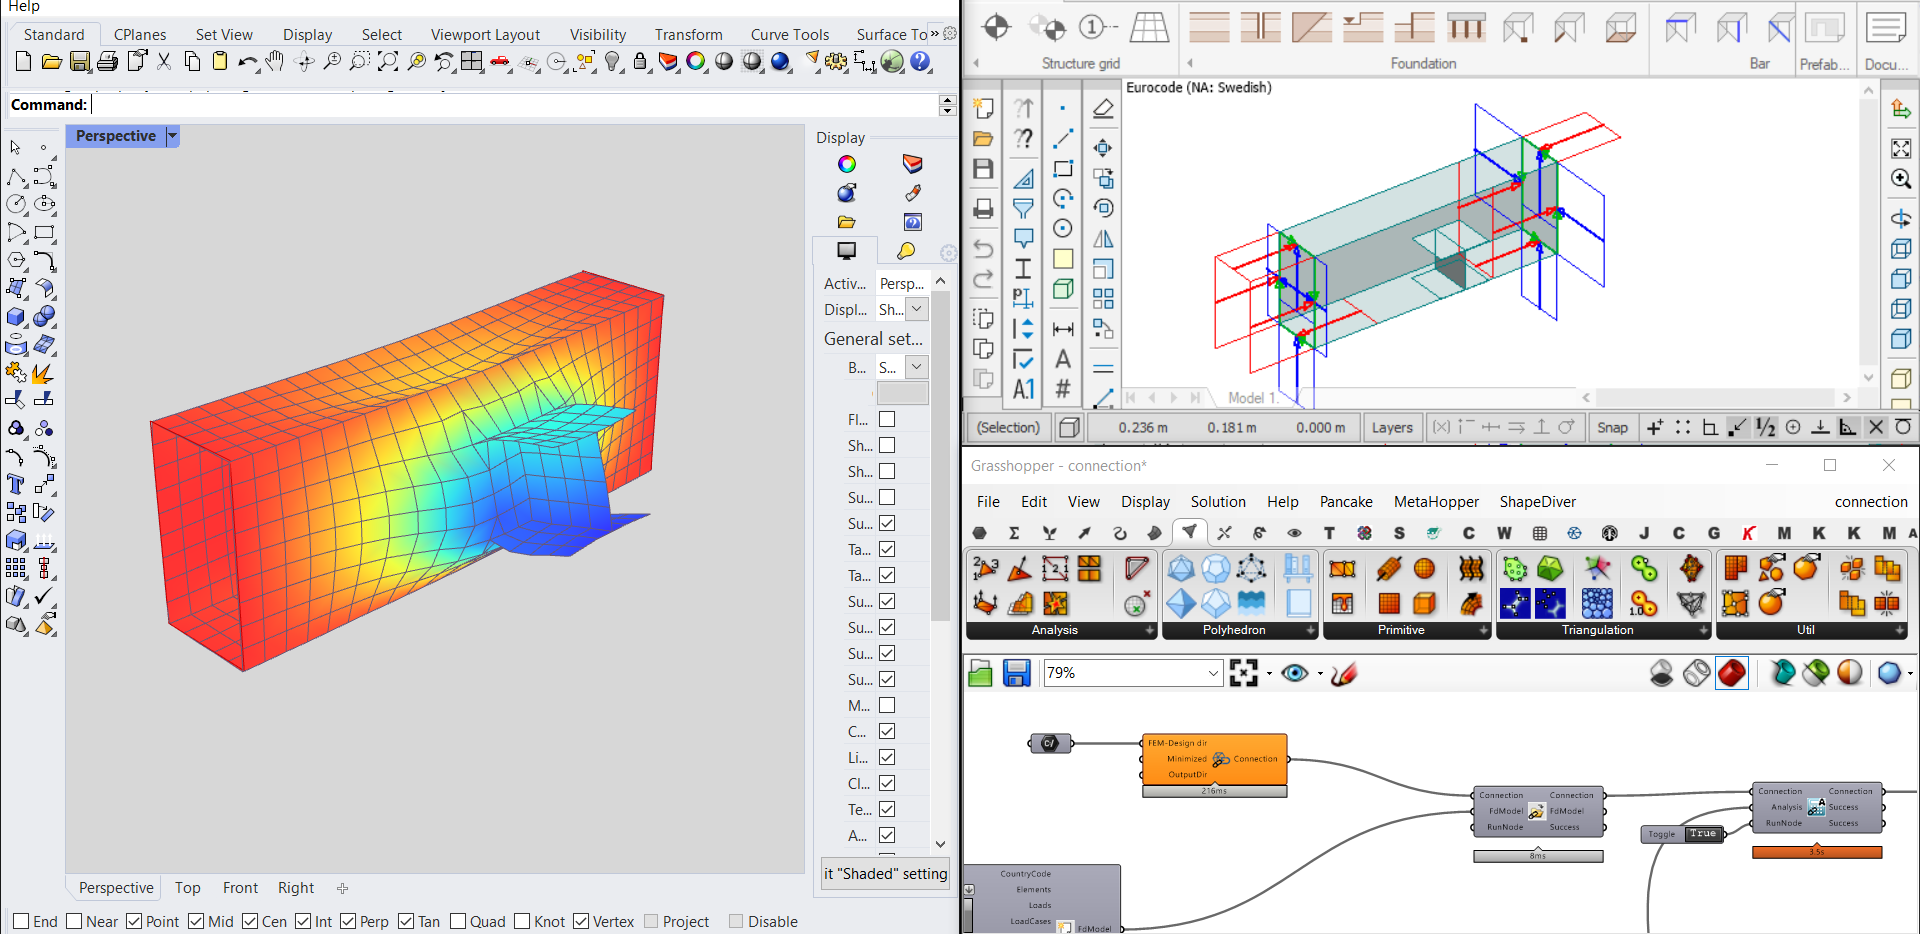 Help
Standard CPlanes Set View Display Select Viewport Layout Visibility Transform Curve Tools Surface To »
Command:
Perspective
Display
Activ... Persp...
Displ... Sh...
General set...
B... S...
Fl...
Sh...
Sh...
Su...
Su...
Ta...
Ta...
Su...
Su...
Su...
Su...
M...
C...
Li...
Cl...
Te...
A...
it "Shaded" setting
Perspective Top Front Right
End Near Point Mid Cen Int Perp Tan Quad Knot Vertex Project Disable
Structure grid Foundation Bar Prefab... Docu...
Eurocode (NA: Swedish)
Model 1.
(Selection) 0.236 m 0.181 m 0.000 m Layers Snap 1/2
Grasshopper - connection*
File Edit View Display Solution Help Pancake MetaHopper ShapeDiver connection
T S C W J C G K M K K M A
Analysis Polyhedron Primitive Triangulation Util
79%
C/
FEM-Design dir
Minimized Connection
OutputDir
216ms
Connection Connection
FdModel FdModel
RunNode Success
8ms
Toggle True
Connection Connection
Analysis Success
RunNode Success
3.5s
CountryCode
Elements
Loads
LoadCases FdModel